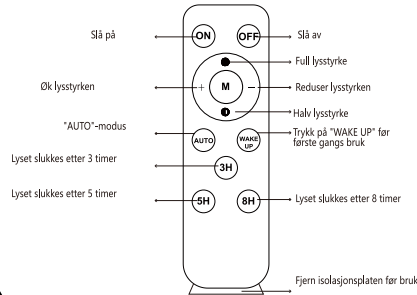 Slå på
ON
OFF
Slå av
Full lysstyrke
Øk lysstyrken
+
M
−
Reduser lysstyrken
Halv lysstyrke
"AUTO"-modus
AUTO
WAKE
UP
Trykk på "WAKE UP" før
første gangs bruk
Lyset slukkes etter 3 timer
3H
Lyset slukkes etter 5 timer
5H
8H
Lyset slukkes etter 8 timer
Fjern isolasjonsplaten før bruk